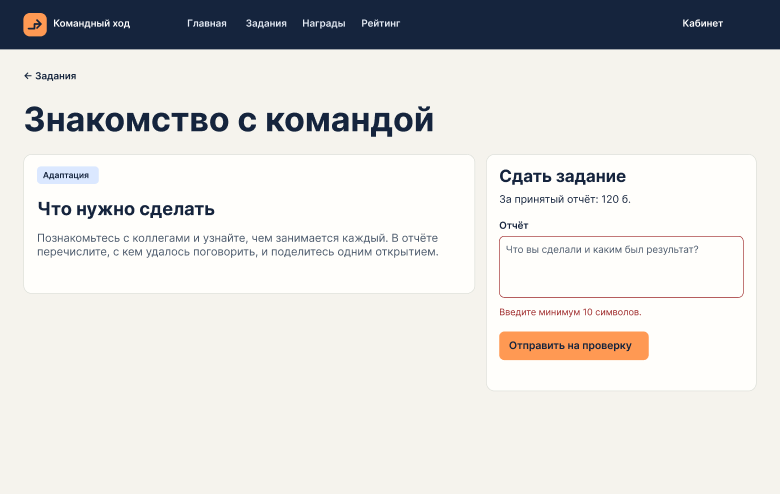 Командный ход
Главная
Задания
Награды
Рейтинг
Кабинет
← Задания
Знакомство с командой
Адаптация
Что нужно сделать
Познакомьтесь с коллегами и узнайте, чем занимается каждый. В отчёте
перечислите, с кем удалось поговорить, и поделитесь одним открытием.
Сдать задание
За принятый отчёт: 120 б.
Отчёт
Что вы сделали и каким был результат?
Введите минимум 10 символов.
Отправить на проверку